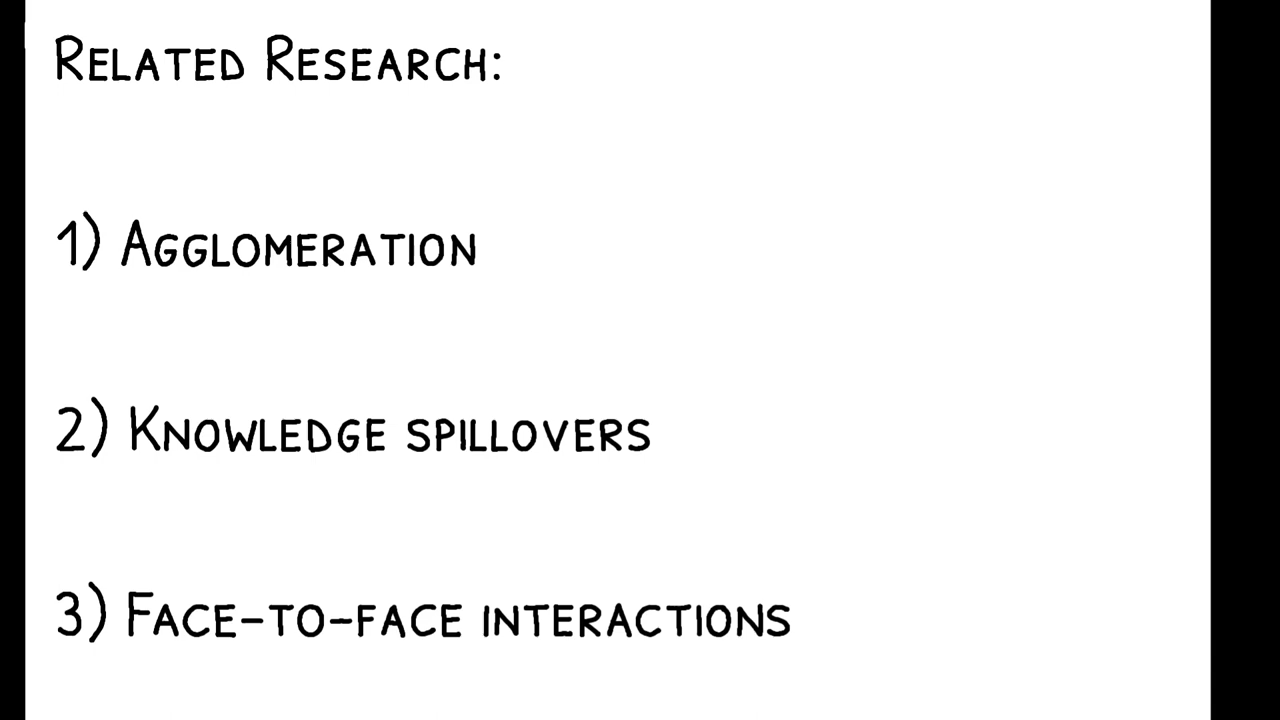 Related Research:
1) Agglomeration
2) Knowledge spillovers
3) Face-to-face interactions